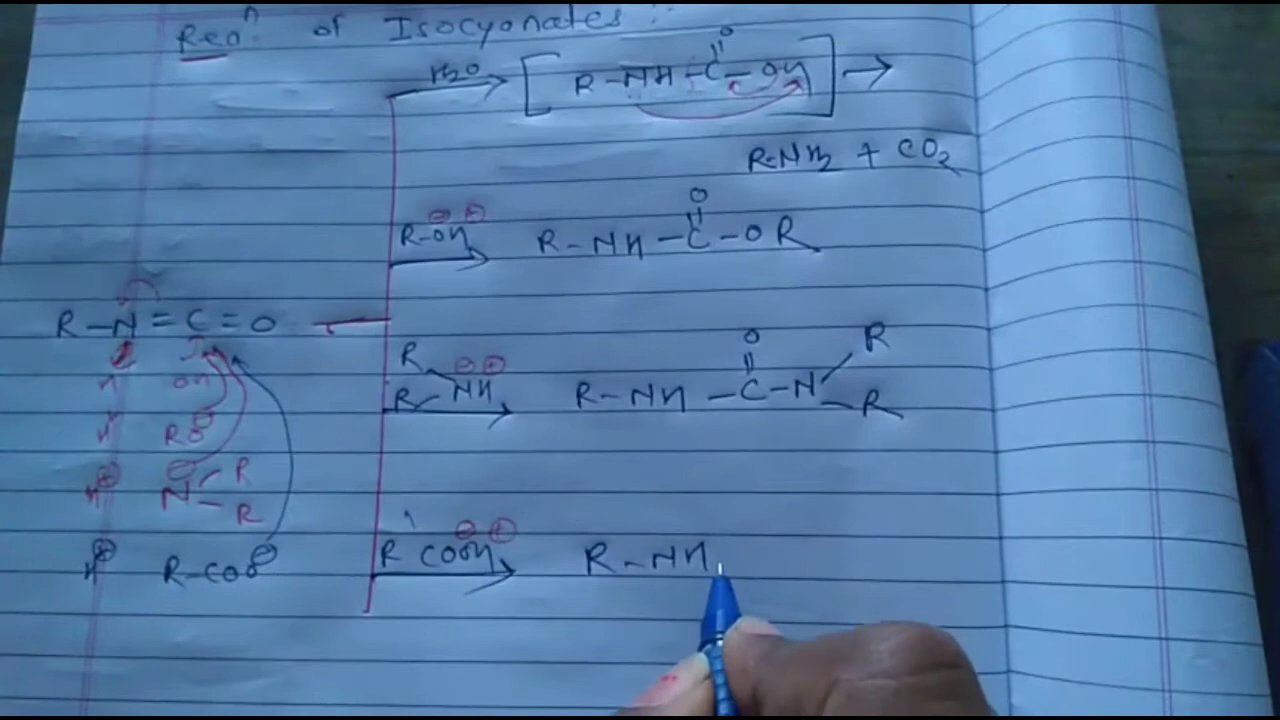 Reaⁿ of Isocyanates :
H2O [ R-NH-C-OH ] →
O
R-NH2 + CO2
R-OH ⊖ ⊕ R-NH-C-OR
O
R-N=C=O
R R NH ⊖ ⊕ R-NH-C-N R R
O
H OH
H⁺ RO⊖
H⊕ ⊖N R R
R COOH ⊖ ⊕ R-NH
H⊕ R-COO⊖